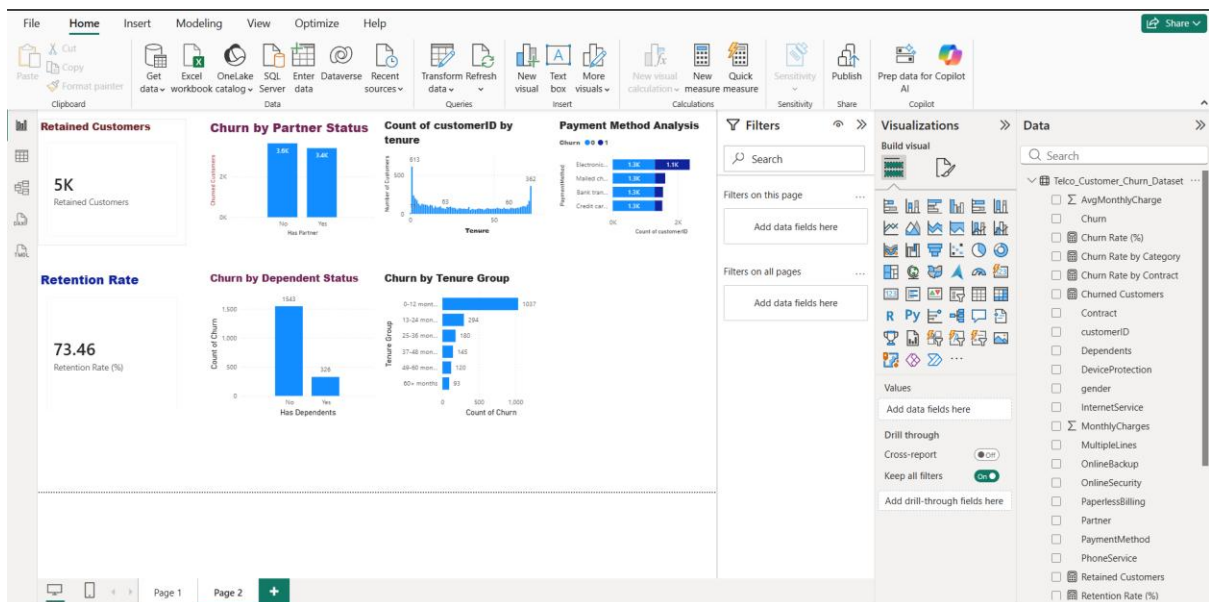 File Home Insert Modeling View Optimize Help Share
Paste
Cut
Copy
Format painter
Clipboard
Get data
Excel workbook
OneLake catalog
SQL Server
Enter data
Dataverse
Recent sources
Data
Transform data
Refresh
Queries
New visual
Text box
More visuals
Insert
New visual calculation
New measure
Quick measure
Calculations
Sensitivity
Sensitivity
Publish
Share
Prep data for AI
Copilot
Copilot
Retained Customers
5K
Retained Customers
Churn by Partner Status
Churned Customers
2K
0K
3.6K 3.4K
No Yes
Has Partner
Count of customerID by tenure
Number of Customers
500
0
613
83
60
362
0 50
Tenure
Payment Method Analysis
Churn 0 1
PaymentMethod
Electronic... 1.3K 1.1K
Mailed ch... 1.3K
Bank tran... 1.3K
Credit car... 1.3K
0K 2K
Count of customerID
Retention Rate
73.46
Retention Rate (%)
Churn by Dependent Status
Count of Churn
1,500
1,000
500
0
1543
326
No Yes
Has Dependents
Churn by Tenure Group
Tenure Group
0-12 mont... 1037
13-24 mon... 294
25-36 mon... 180
37-48 mon... 145
49-60 mon... 120
60+ months 93
0 500 1,000
Count of Churn
Filters
Search
Filters on this page
Add data fields here
Filters on all pages
Add data fields here
Visualizations
Build visual
R Py
123
Values
Add data fields here
Drill through
Cross-report Off
Keep all filters On
Add drill-through fields here
Data
Search
Telco_Customer_Churn_Dataset
AvgMonthlyCharge
Churn
Churn Rate (%)
Churn Rate by Category
Churn Rate by Contract
Churned Customers
Contract
customerID
Dependents
DeviceProtection
gender
InternetService
MonthlyCharges
MultipleLines
OnlineBackup
OnlineSecurity
PaperlessBilling
Partner
PaymentMethod
PhoneService
Retained Customers
Retention Rate (%)
Page 1 Page 2